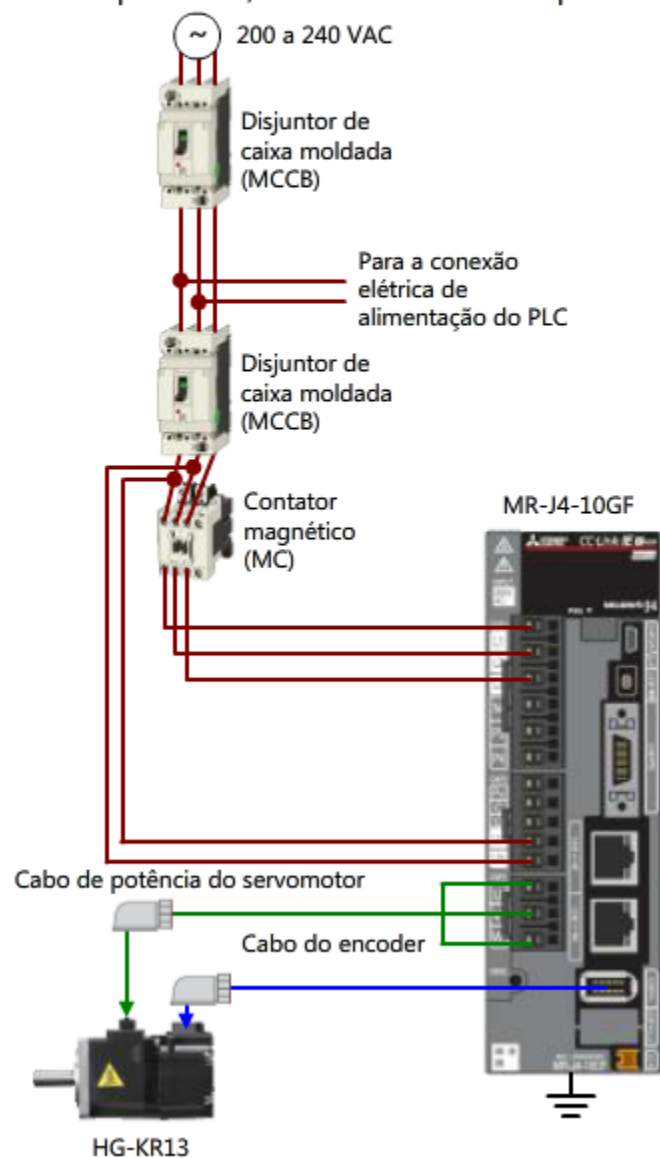 200 a 240 VAC
Disjuntor de
caixa moldada
(MCCB)
Para a conexão
elétrica de
alimentação do PLC
Disjuntor de
caixa moldada
(MCCB)
Contator
magnético
(MC)
MR-J4-10GF
Cabo de potência do servomotor
Cabo do encoder
HG-KR13